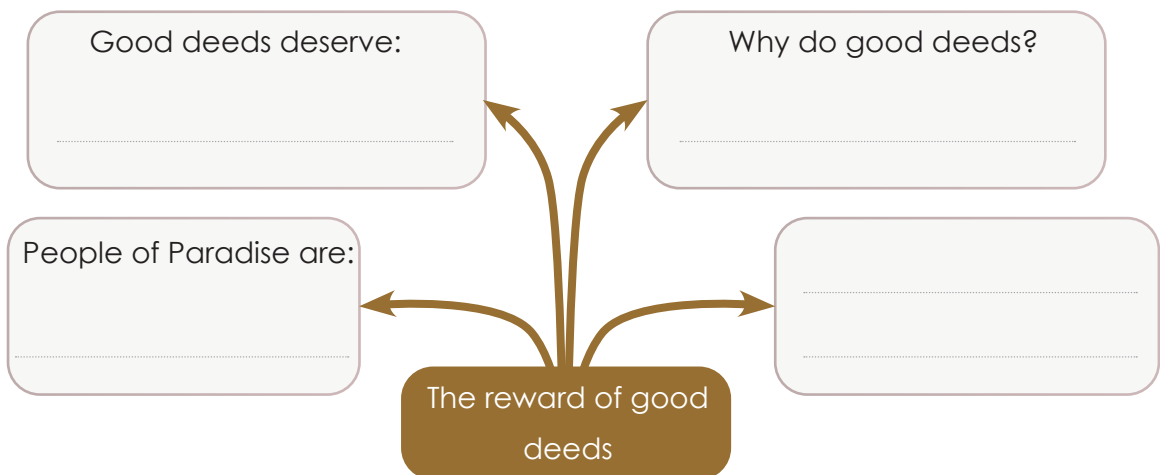 Good deeds deserve:
Why do good deeds?
People of Paradise are:
The reward of good
deeds